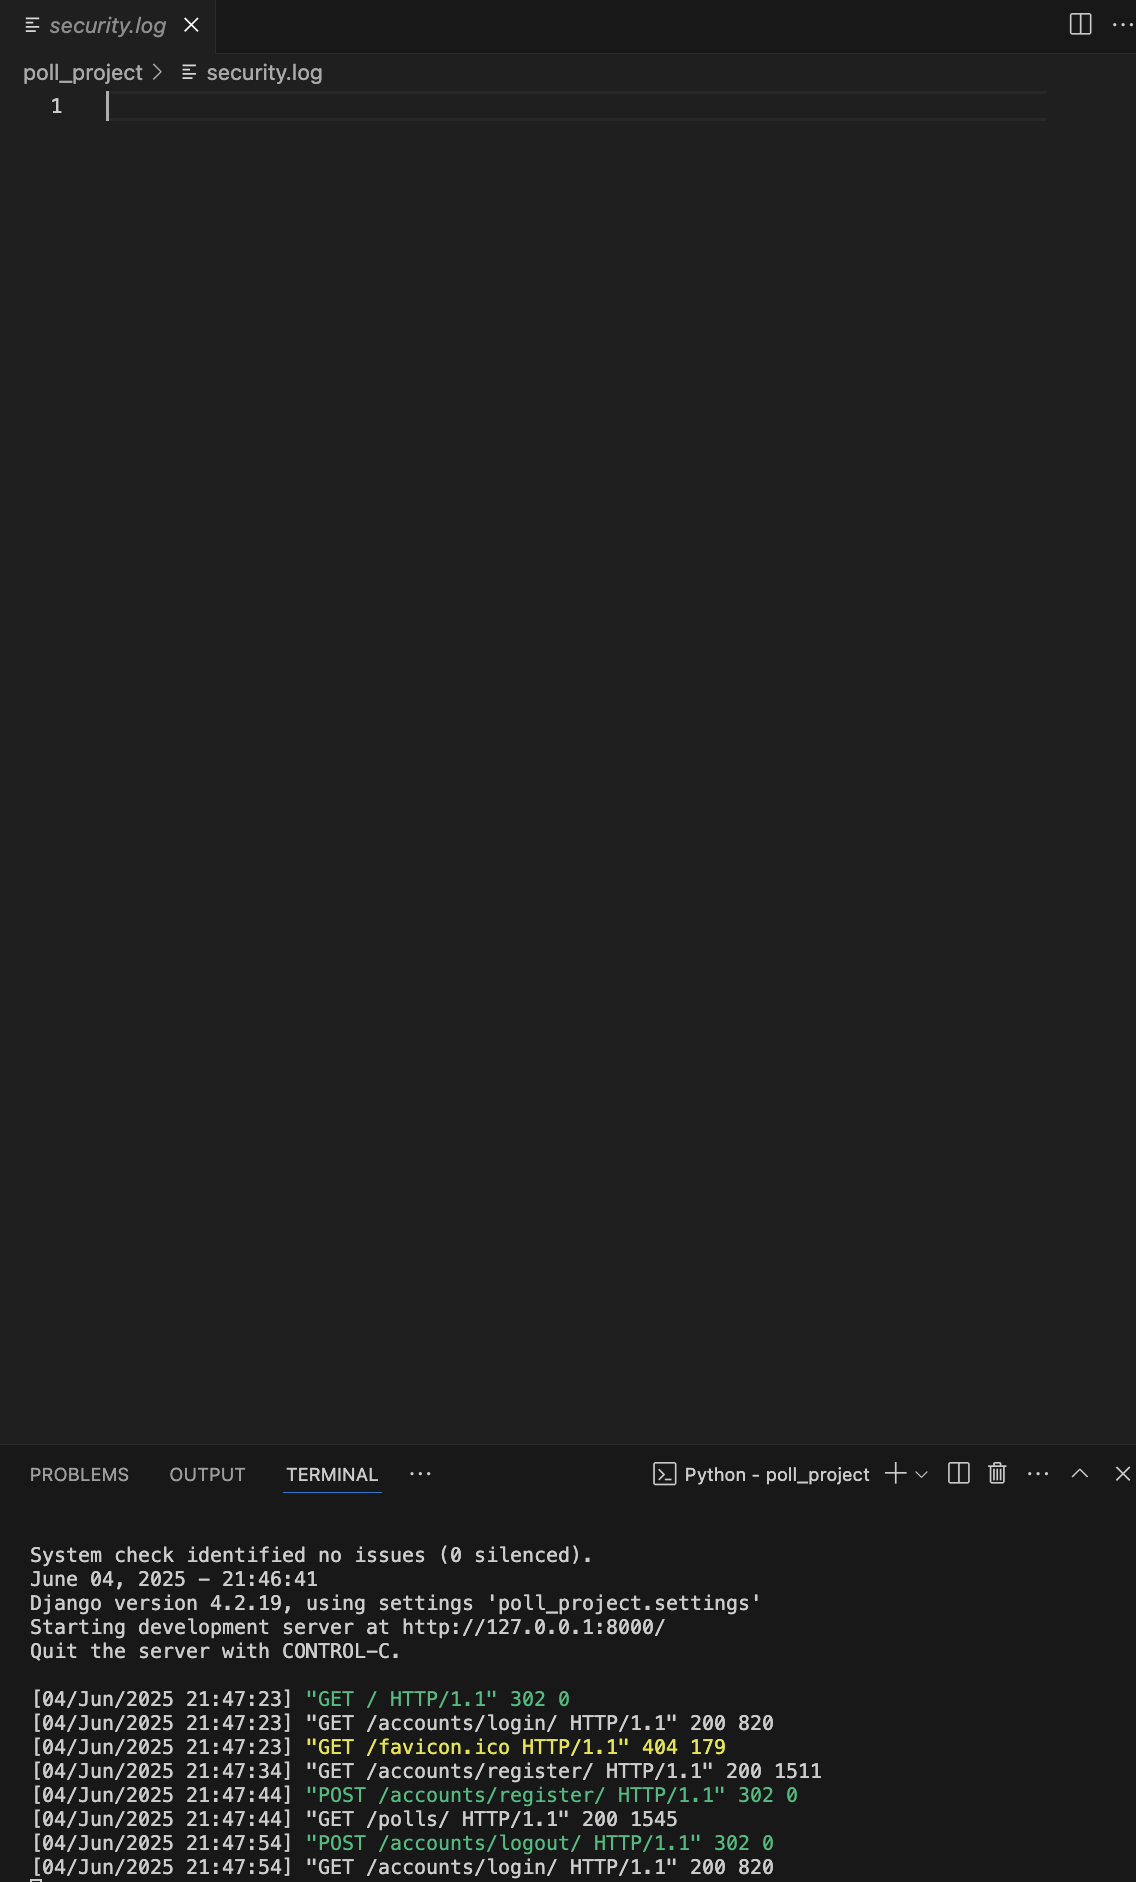 security.log
poll_project > security.log
1
PROBLEMS OUTPUT TERMINAL ··· Python - poll_project
System check identified no issues (0 silenced).
June 04, 2025 - 21:46:41
Django version 4.2.19, using settings 'poll_project.settings'
Starting development server at http://127.0.0.1:8000/
Quit the server with CONTROL-C.
[04/Jun/2025 21:47:23] "GET / HTTP/1.1" 302 0
[04/Jun/2025 21:47:23] "GET /accounts/login/ HTTP/1.1" 200 820
[04/Jun/2025 21:47:23] "GET /favicon.ico HTTP/1.1" 404 179
[04/Jun/2025 21:47:34] "GET /accounts/register/ HTTP/1.1" 200 1511
[04/Jun/2025 21:47:44] "POST /accounts/register/ HTTP/1.1" 302 0
[04/Jun/2025 21:47:44] "GET /polls/ HTTP/1.1" 200 1545
[04/Jun/2025 21:47:54] "POST /accounts/logout/ HTTP/1.1" 302 0
[04/Jun/2025 21:47:54] "GET /accounts/login/ HTTP/1.1" 200 820